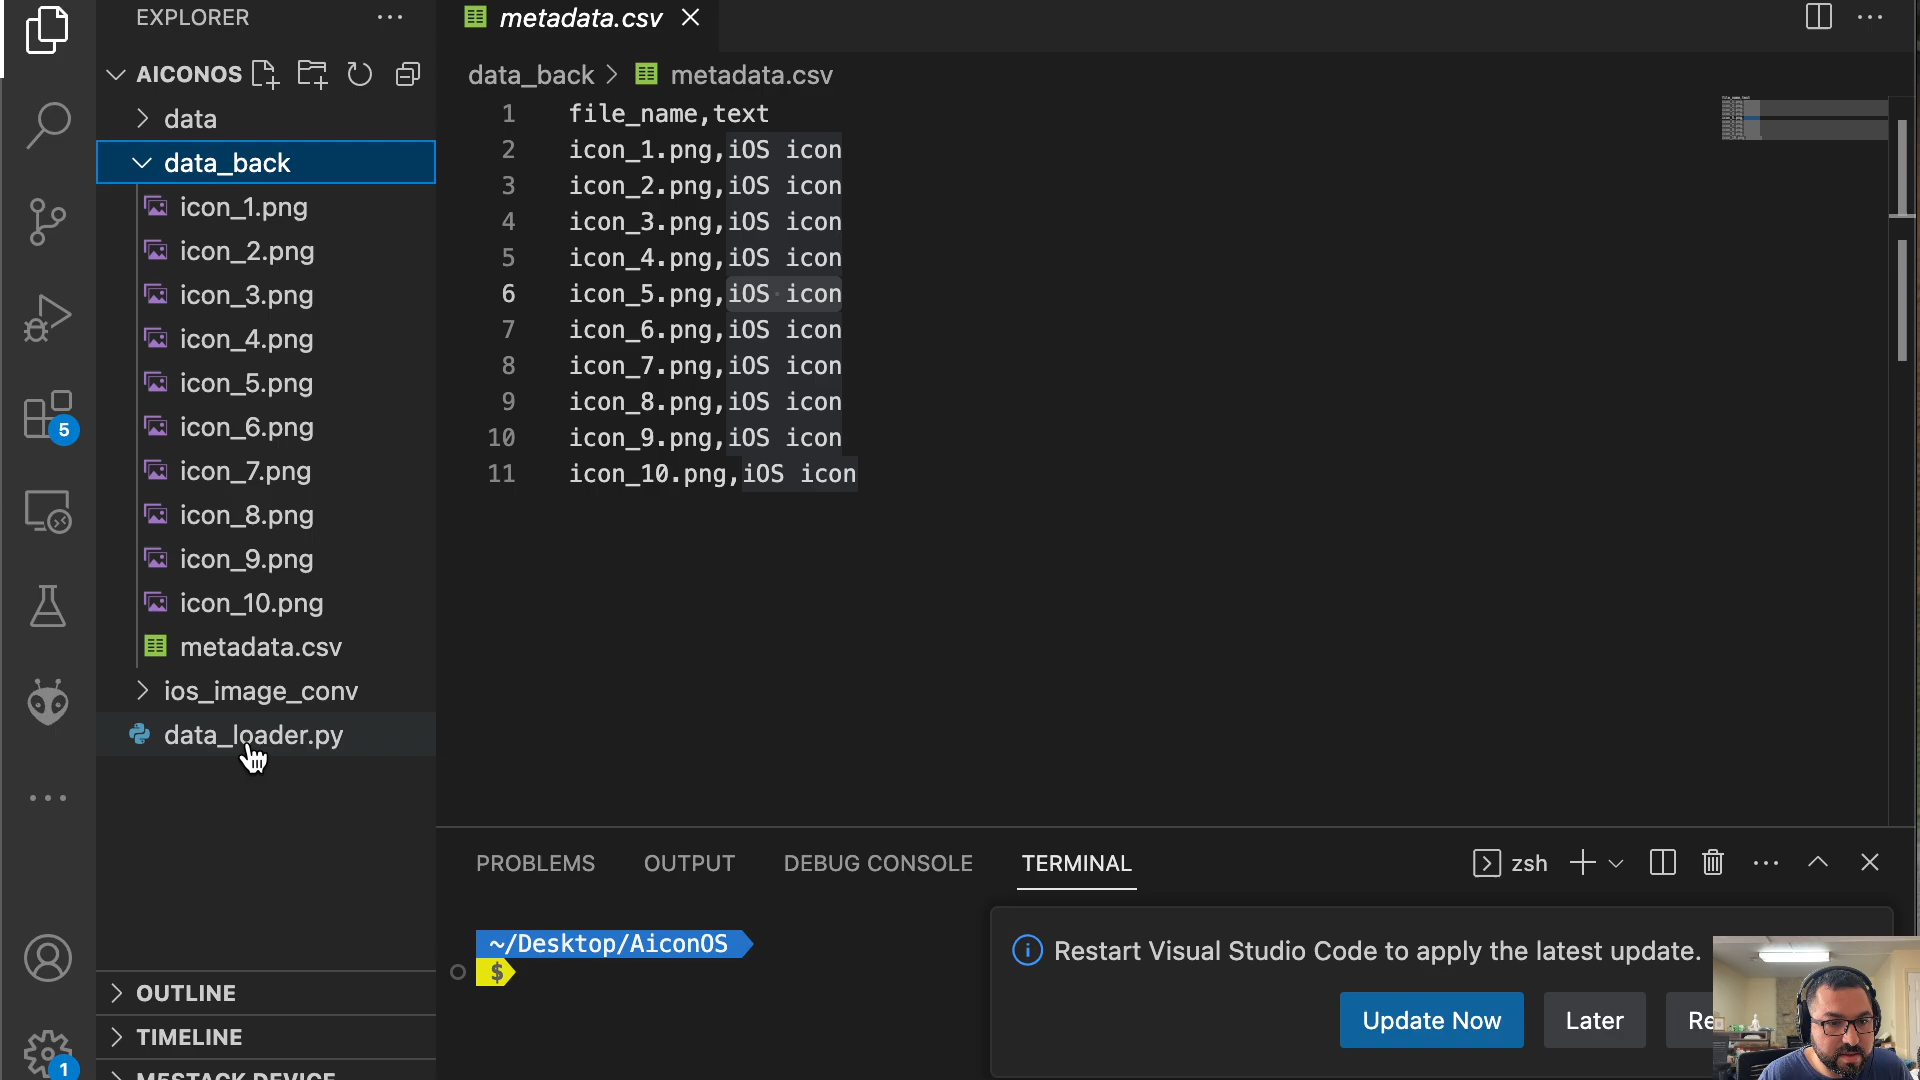 EXPLORER
AICONOS
data
data_back
icon_1.png
icon_2.png
icon_3.png
icon_4.png
icon_5.png
icon_6.png
icon_7.png
icon_8.png
icon_9.png
icon_10.png
metadata.csv
ios_image_conv
data_loader.py
OUTLINE
TIMELINE
M5STACK DEVICE
5
1
metadata.csv
data_back > metadata.csv
1 file_name,text
2 icon_1.png,iOS icon
3 icon_2.png,iOS icon
4 icon_3.png,iOS icon
5 icon_4.png,iOS icon
6 icon_5.png,iOS icon
7 icon_6.png,iOS icon
8 icon_7.png,iOS icon
9 icon_8.png,iOS icon
10 icon_9.png,iOS icon
11 icon_10.png,iOS icon
PROBLEMS OUTPUT DEBUG CONSOLE TERMINAL zsh
~/Desktop/AiconOS
$
Restart Visual Studio Code to apply the latest update.
Update Now Later